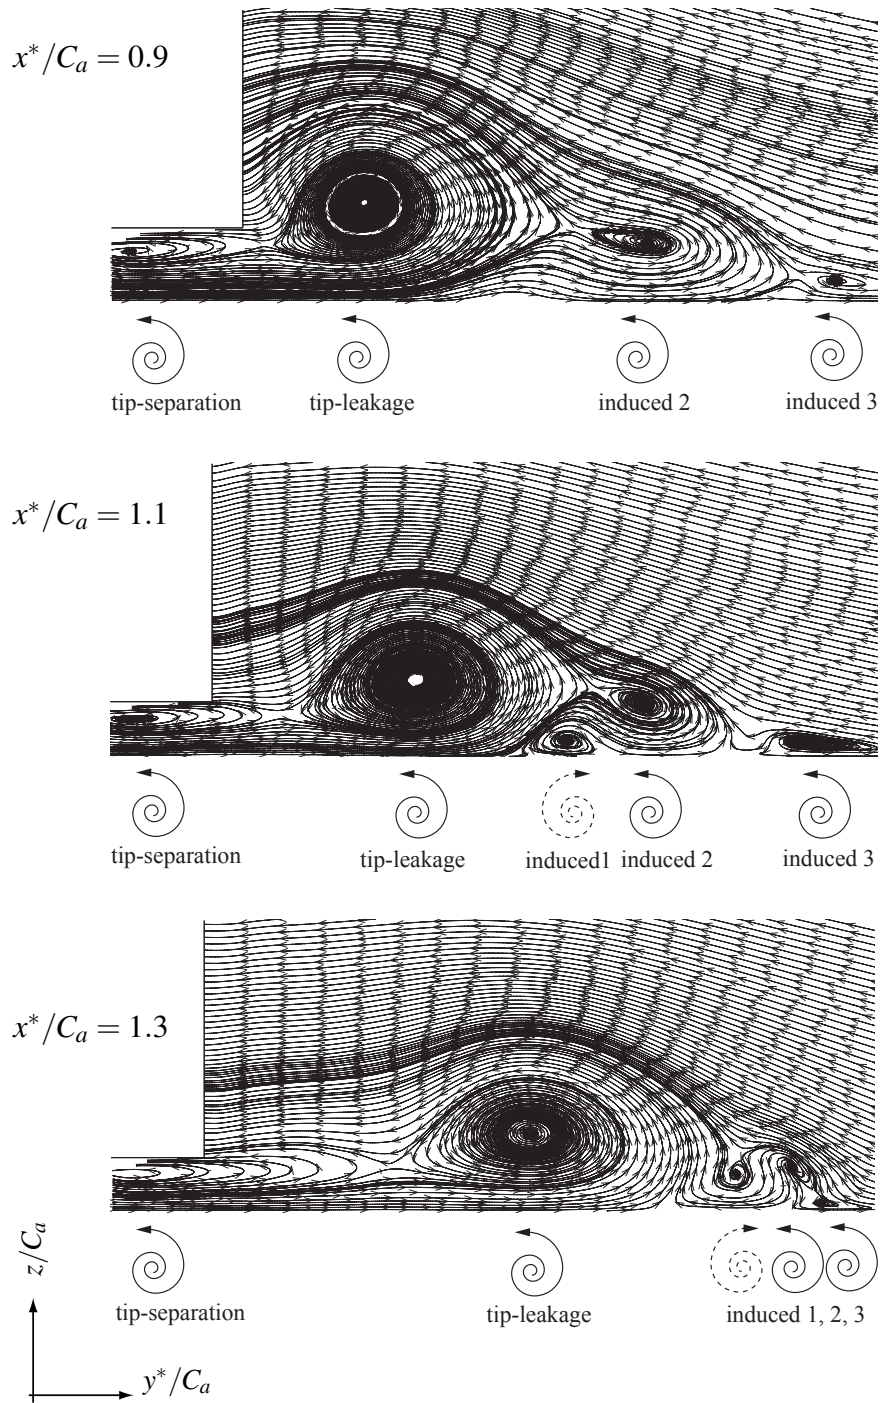 x*/Cₐ = 0.9
tip-separation tip-leakage induced 2 induced 3
x*/Cₐ = 1.1
tip-separation tip-leakage induced1 induced 2 induced 3
x*/Cₐ = 1.3
tip-separation tip-leakage induced 1, 2, 3
z/Cₐ
y*/Cₐ